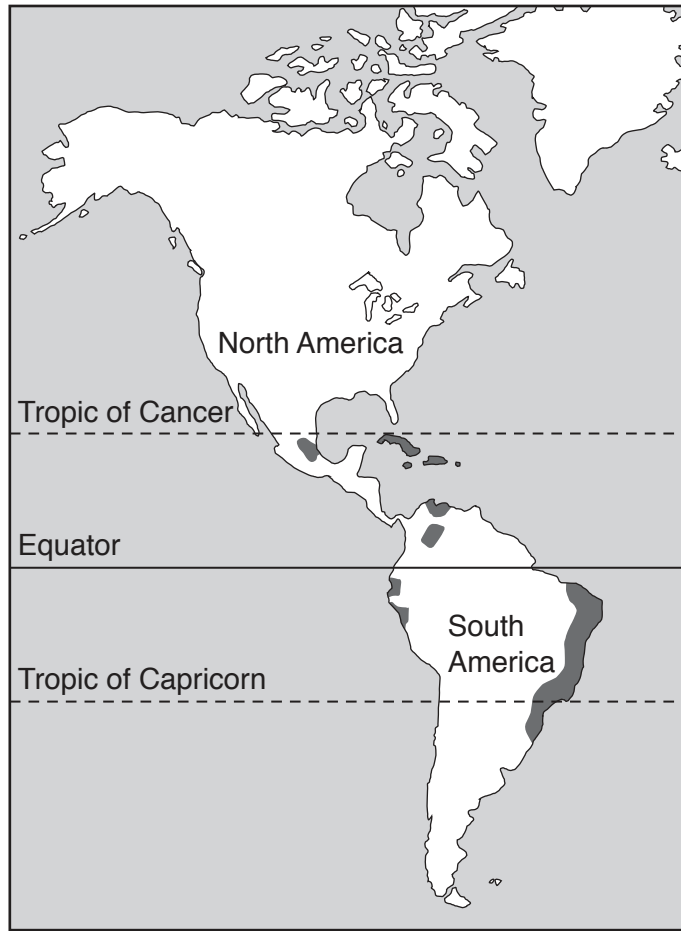 North America
Tropic of Cancer
Equator
South
America
Tropic of Capricorn